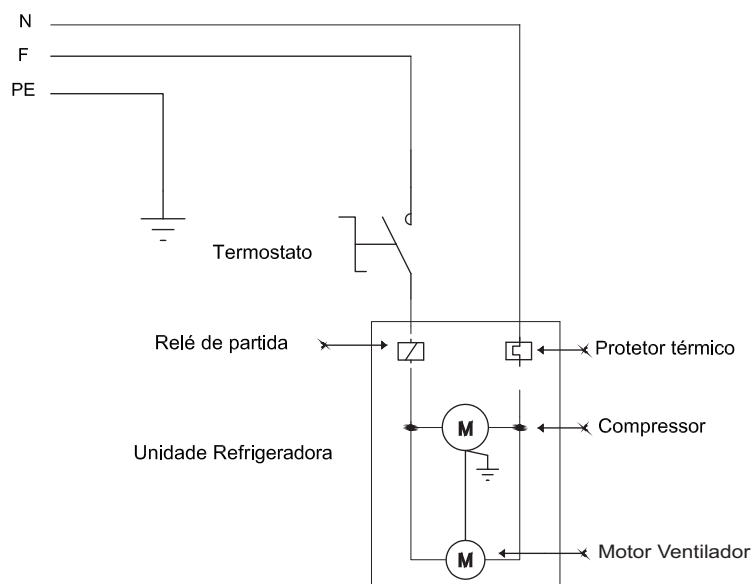 N
F
PE
Termostato
Relé de partida
Protetor térmico
M
Compressor
Unidade Refrigeradora
M
Motor Ventilador